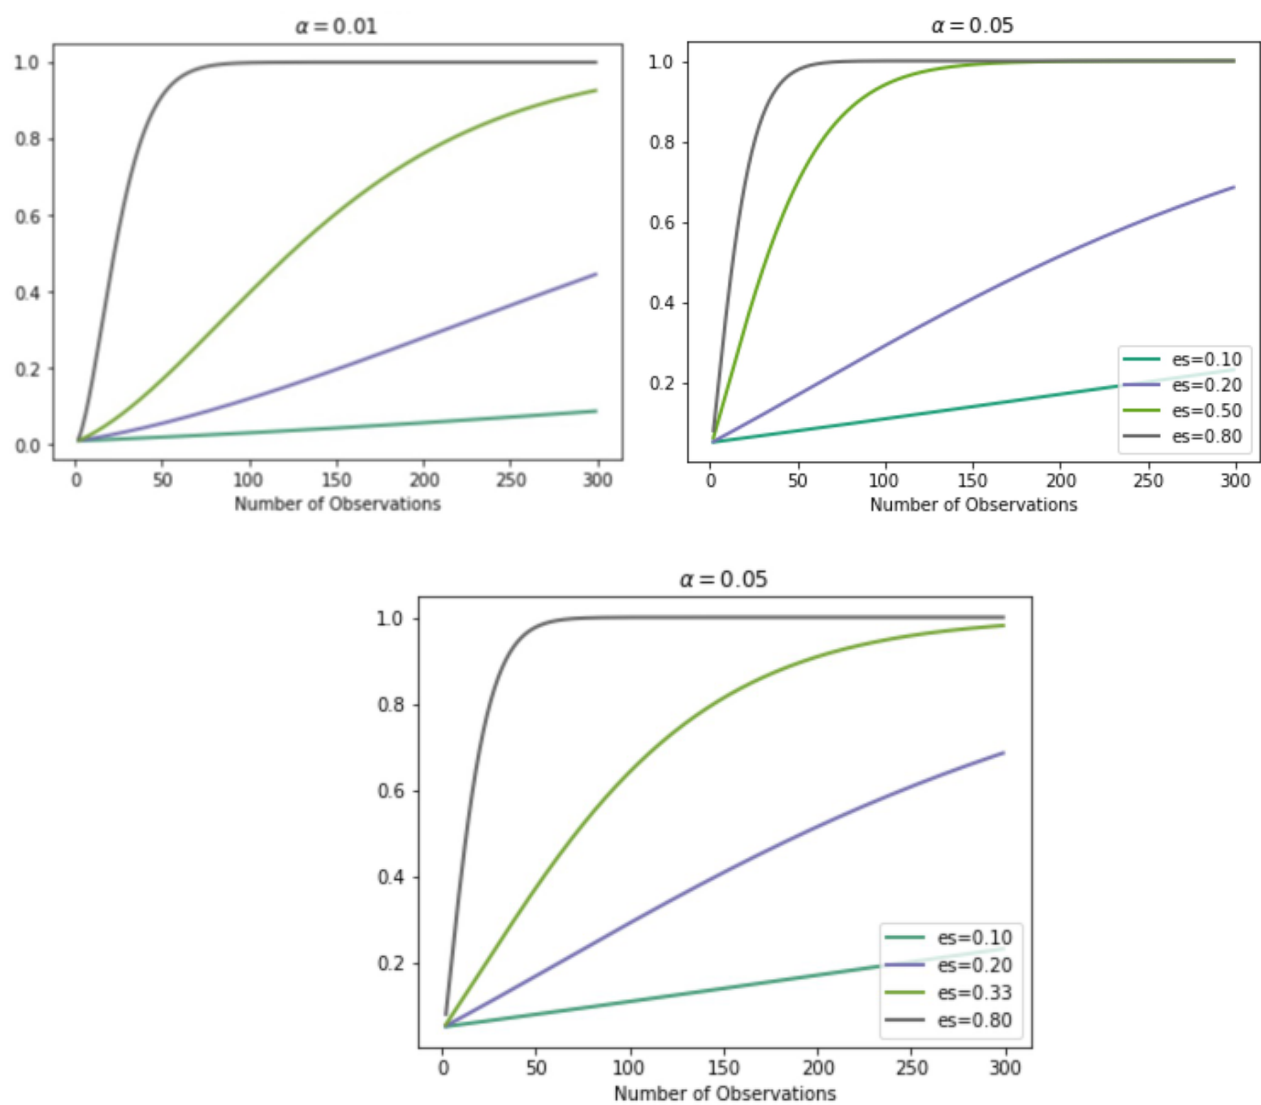 α = 0.01
1.0
0.8
0.6
0.4
0.2
0.0
0 50 100 150 200 250 300
Number of Observations
α = 0.05
1.0
0.8
0.6
0.4
0.2
es=0.10
es=0.20
es=0.50
es=0.80
0 50 100 150 200 250 300
Number of Observations
α = 0.05
1.0
0.8
0.6
0.4
0.2
es=0.10
es=0.20
es=0.33
es=0.80
0 50 100 150 200 250 300
Number of Observations